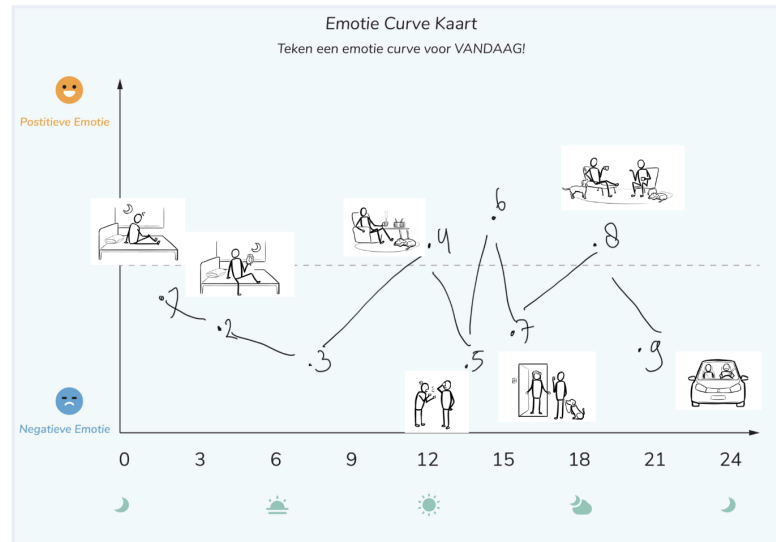 Emotie Curve Kaart
Teken een emotie curve voor VANDAAG!
Postitieve Emotie
.6
.4
.8
.1
.2
.7
.3
.5
.9
Negatieve Emotie
0 3 6 9 12 15 18 21 24